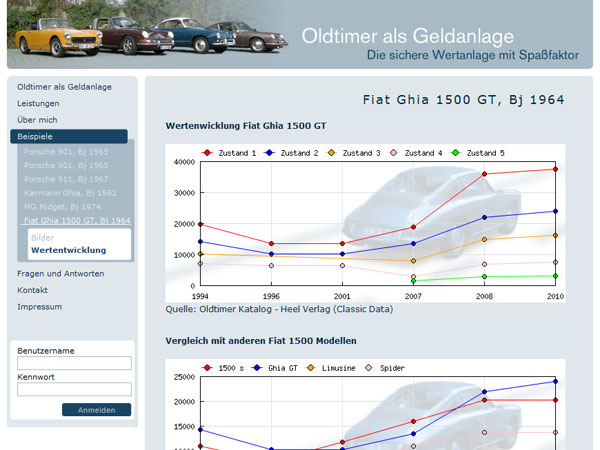 Oldtimer als Geldanlage
Die sichere Wertanlage mit Spaßfaktor
Oldtimer als Geldanlage
Leistungen
Über mich
Beispiele
Porsche 901, Bj 1965
Porsche 901, Bj 1965
Porsche 911, Bj 1967
Karmann Ghia, Bj 1962
MG Midget, Bj 1974
Fiat Ghia 1500 GT, Bj 1964
Bilder
Wertentwicklung
Fragen und Antworten
Kontakt
Impressum
Benutzername
Kennwort
Anmelden
Fiat Ghia 1500 GT, Bj 1964
Wertenwicklung Fiat Ghia 1500 GT
Zustand 1 Zustand 2 Zustand 3 Zustand 4 Zustand 5
40000
30000
20000
10000
0
1994 1996 2001 2007 2008 2010
Quelle: Oldtimer Katalog - Heel Verlag (Classic Data)
Vergleich mit anderen Fiat 1500 Modellen
1500 s Ghia GT Limusine Spider
25000
20000
15000
10000